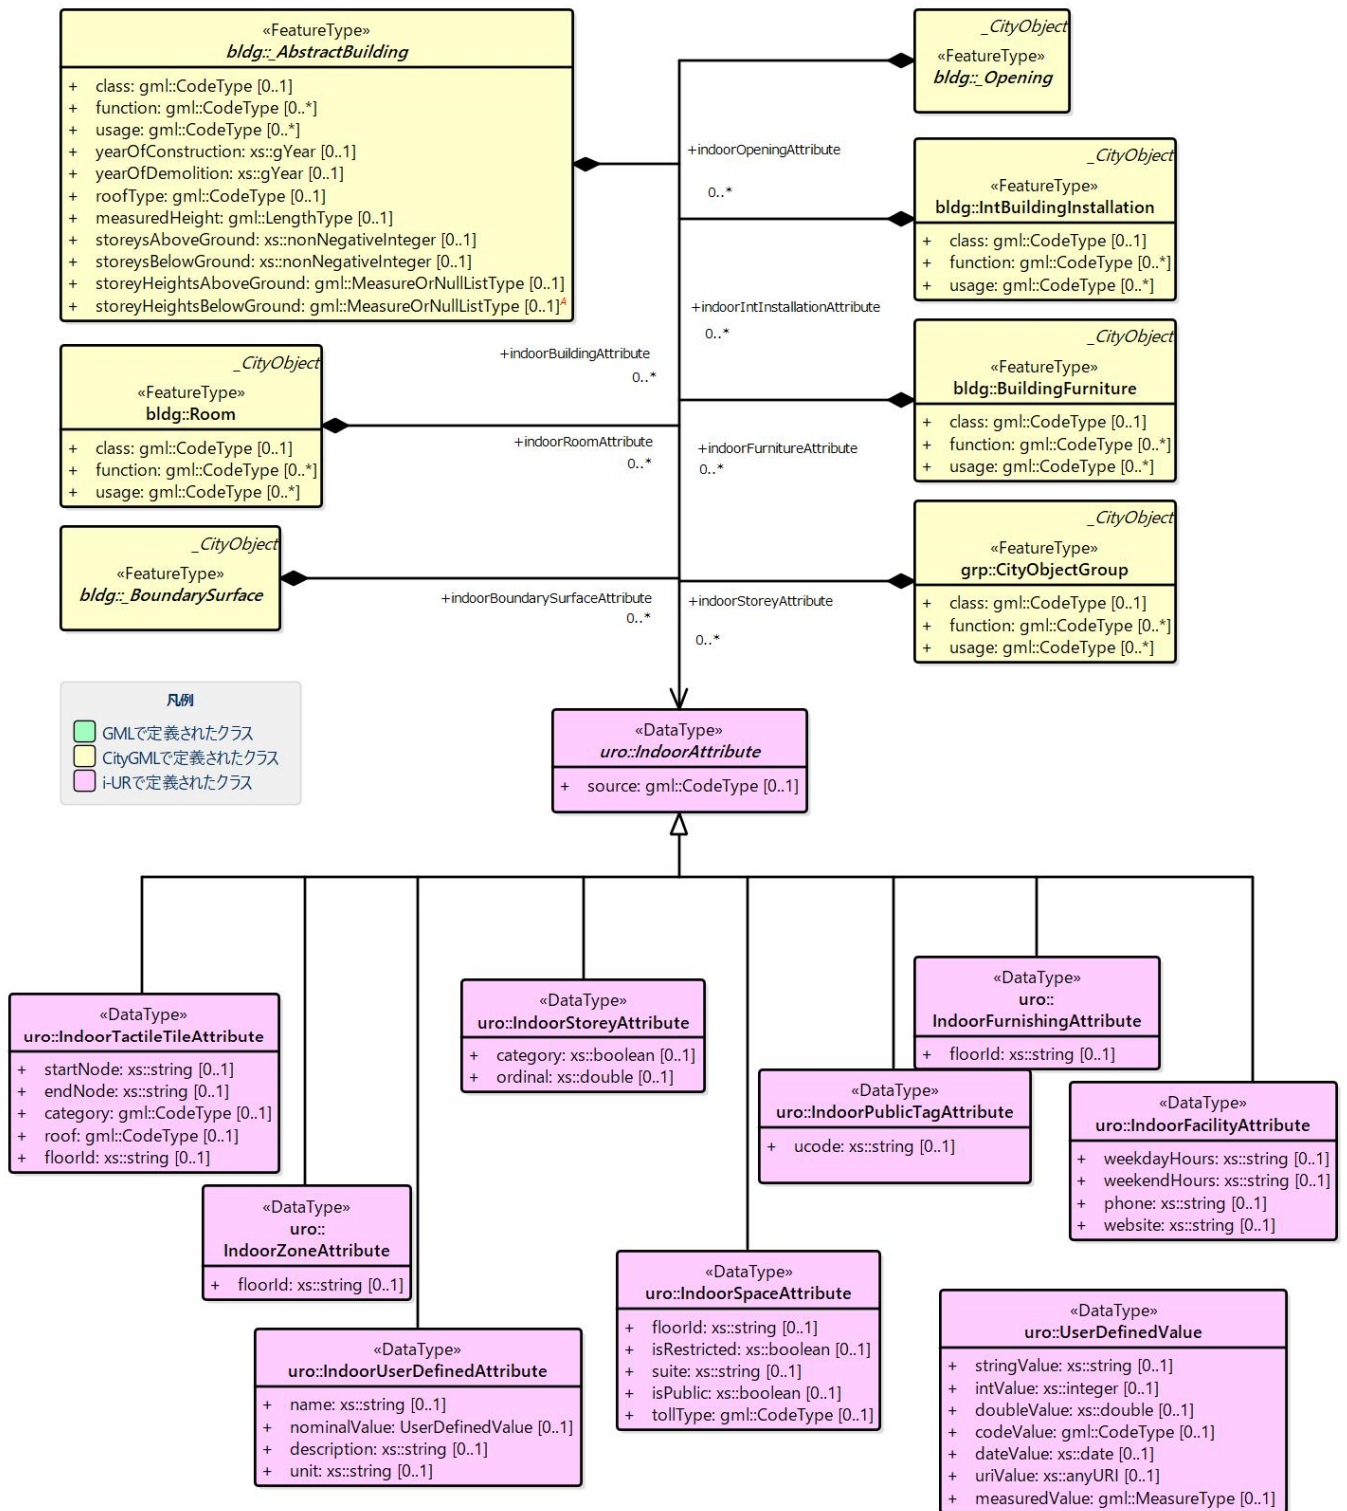 «FeatureType»
bldg::_AbstractBuilding
+ class: gml::CodeType [0..1]
+ function: gml::CodeType [0..*]
+ usage: gml::CodeType [0..*]
+ yearOfConstruction: xs::gYear [0..1]
+ yearOfDemolition: xs::gYear [0..1]
+ roofType: gml::CodeType [0..1]
+ measuredHeight: gml::LengthType [0..1]
+ storeysAboveGround: xs::nonNegativeInteger [0..1]
+ storeysBelowGround: xs::nonNegativeInteger [0..1]
+ storeyHeightsAboveGround: gml::MeasureOrNullListType [0..1]
+ storeyHeightsBelowGround: gml::MeasureOrNullListType [0..1]A
_CityObject
«FeatureType»
bldg::_Opening
+indoorOpeningAttribute
0..*
_CityObject
«FeatureType»
bldg::IntBuildingInstallation
+ class: gml::CodeType [0..1]
+ function: gml::CodeType [0..*]
+ usage: gml::CodeType [0..*]
+indoorIntInstallationAttribute
0..*
+indoorBuildingAttribute
0..*
_CityObject
«FeatureType»
bldg::Room
+ class: gml::CodeType [0..1]
+ function: gml::CodeType [0..*]
+ usage: gml::CodeType [0..*]
+indoorRoomAttribute
0..*
_CityObject
«FeatureType»
bldg::BuildingFurniture
+ class: gml::CodeType [0..1]
+ function: gml::CodeType [0..*]
+ usage: gml::CodeType [0..*]
+indoorFurnitureAttribute
0..*
_CityObject
«FeatureType»
bldg::_BoundarySurface
+indoorBoundarySurfaceAttribute
0..*
_CityObject
«FeatureType»
grp::CityObjectGroup
+ class: gml::CodeType [0..1]
+ function: gml::CodeType [0..*]
+ usage: gml::CodeType [0..*]
+indoorStoreyAttribute
0..*
凡例
GMLで定義されたクラス
CityGMLで定義されたクラス
i-URで定義されたクラス
«DataType»
uro::IndoorAttribute
+ source: gml::CodeType [0..1]
«DataType»
uro::IndoorTactileTileAttribute
+ startNode: xs::string [0..1]
+ endNode: xs::string [0..1]
+ category: gml::CodeType [0..1]
+ roof: gml::CodeType [0..1]
+ floorId: xs::string [0..1]
«DataType»
uro::IndoorStoreyAttribute
+ category: xs::boolean [0..1]
+ ordinal: xs::double [0..1]
«DataType»
uro::
IndoorFurnishingAttribute
+ floorId: xs::string [0..1]
«DataType»
uro::IndoorPublicTagAttribute
+ ucode: xs::string [0..1]
«DataType»
uro::IndoorFacilityAttribute
+ weekdayHours: xs::string [0..1]
+ weekendHours: xs::string [0..1]
+ phone: xs::string [0..1]
+ website: xs::string [0..1]
«DataType»
uro::
IndoorZoneAttribute
+ floorId: xs::string [0..1]
«DataType»
uro::IndoorSpaceAttribute
+ floorId: xs::string [0..1]
+ isRestricted: xs::boolean [0..1]
+ suite: xs::string [0..1]
+ isPublic: xs::boolean [0..1]
+ tollType: gml::CodeType [0..1]
«DataType»
uro::IndoorUserDefinedAttribute
+ name: xs::string [0..1]
+ nominalValue: UserDefinedValue [0..1]
+ description: xs::string [0..1]
+ unit: xs::string [0..1]
«DataType»
uro::UserDefinedValue
+ stringValue: xs::string [0..1]
+ intValue: xs::integer [0..1]
+ doubleValue: xs::double [0..1]
+ codeValue: gml::CodeType [0..1]
+ dateValue: xs::date [0..1]
+ uriValue: xs::anyURI [0..1]
+ measuredValue: gml::MeasureType [0..1]